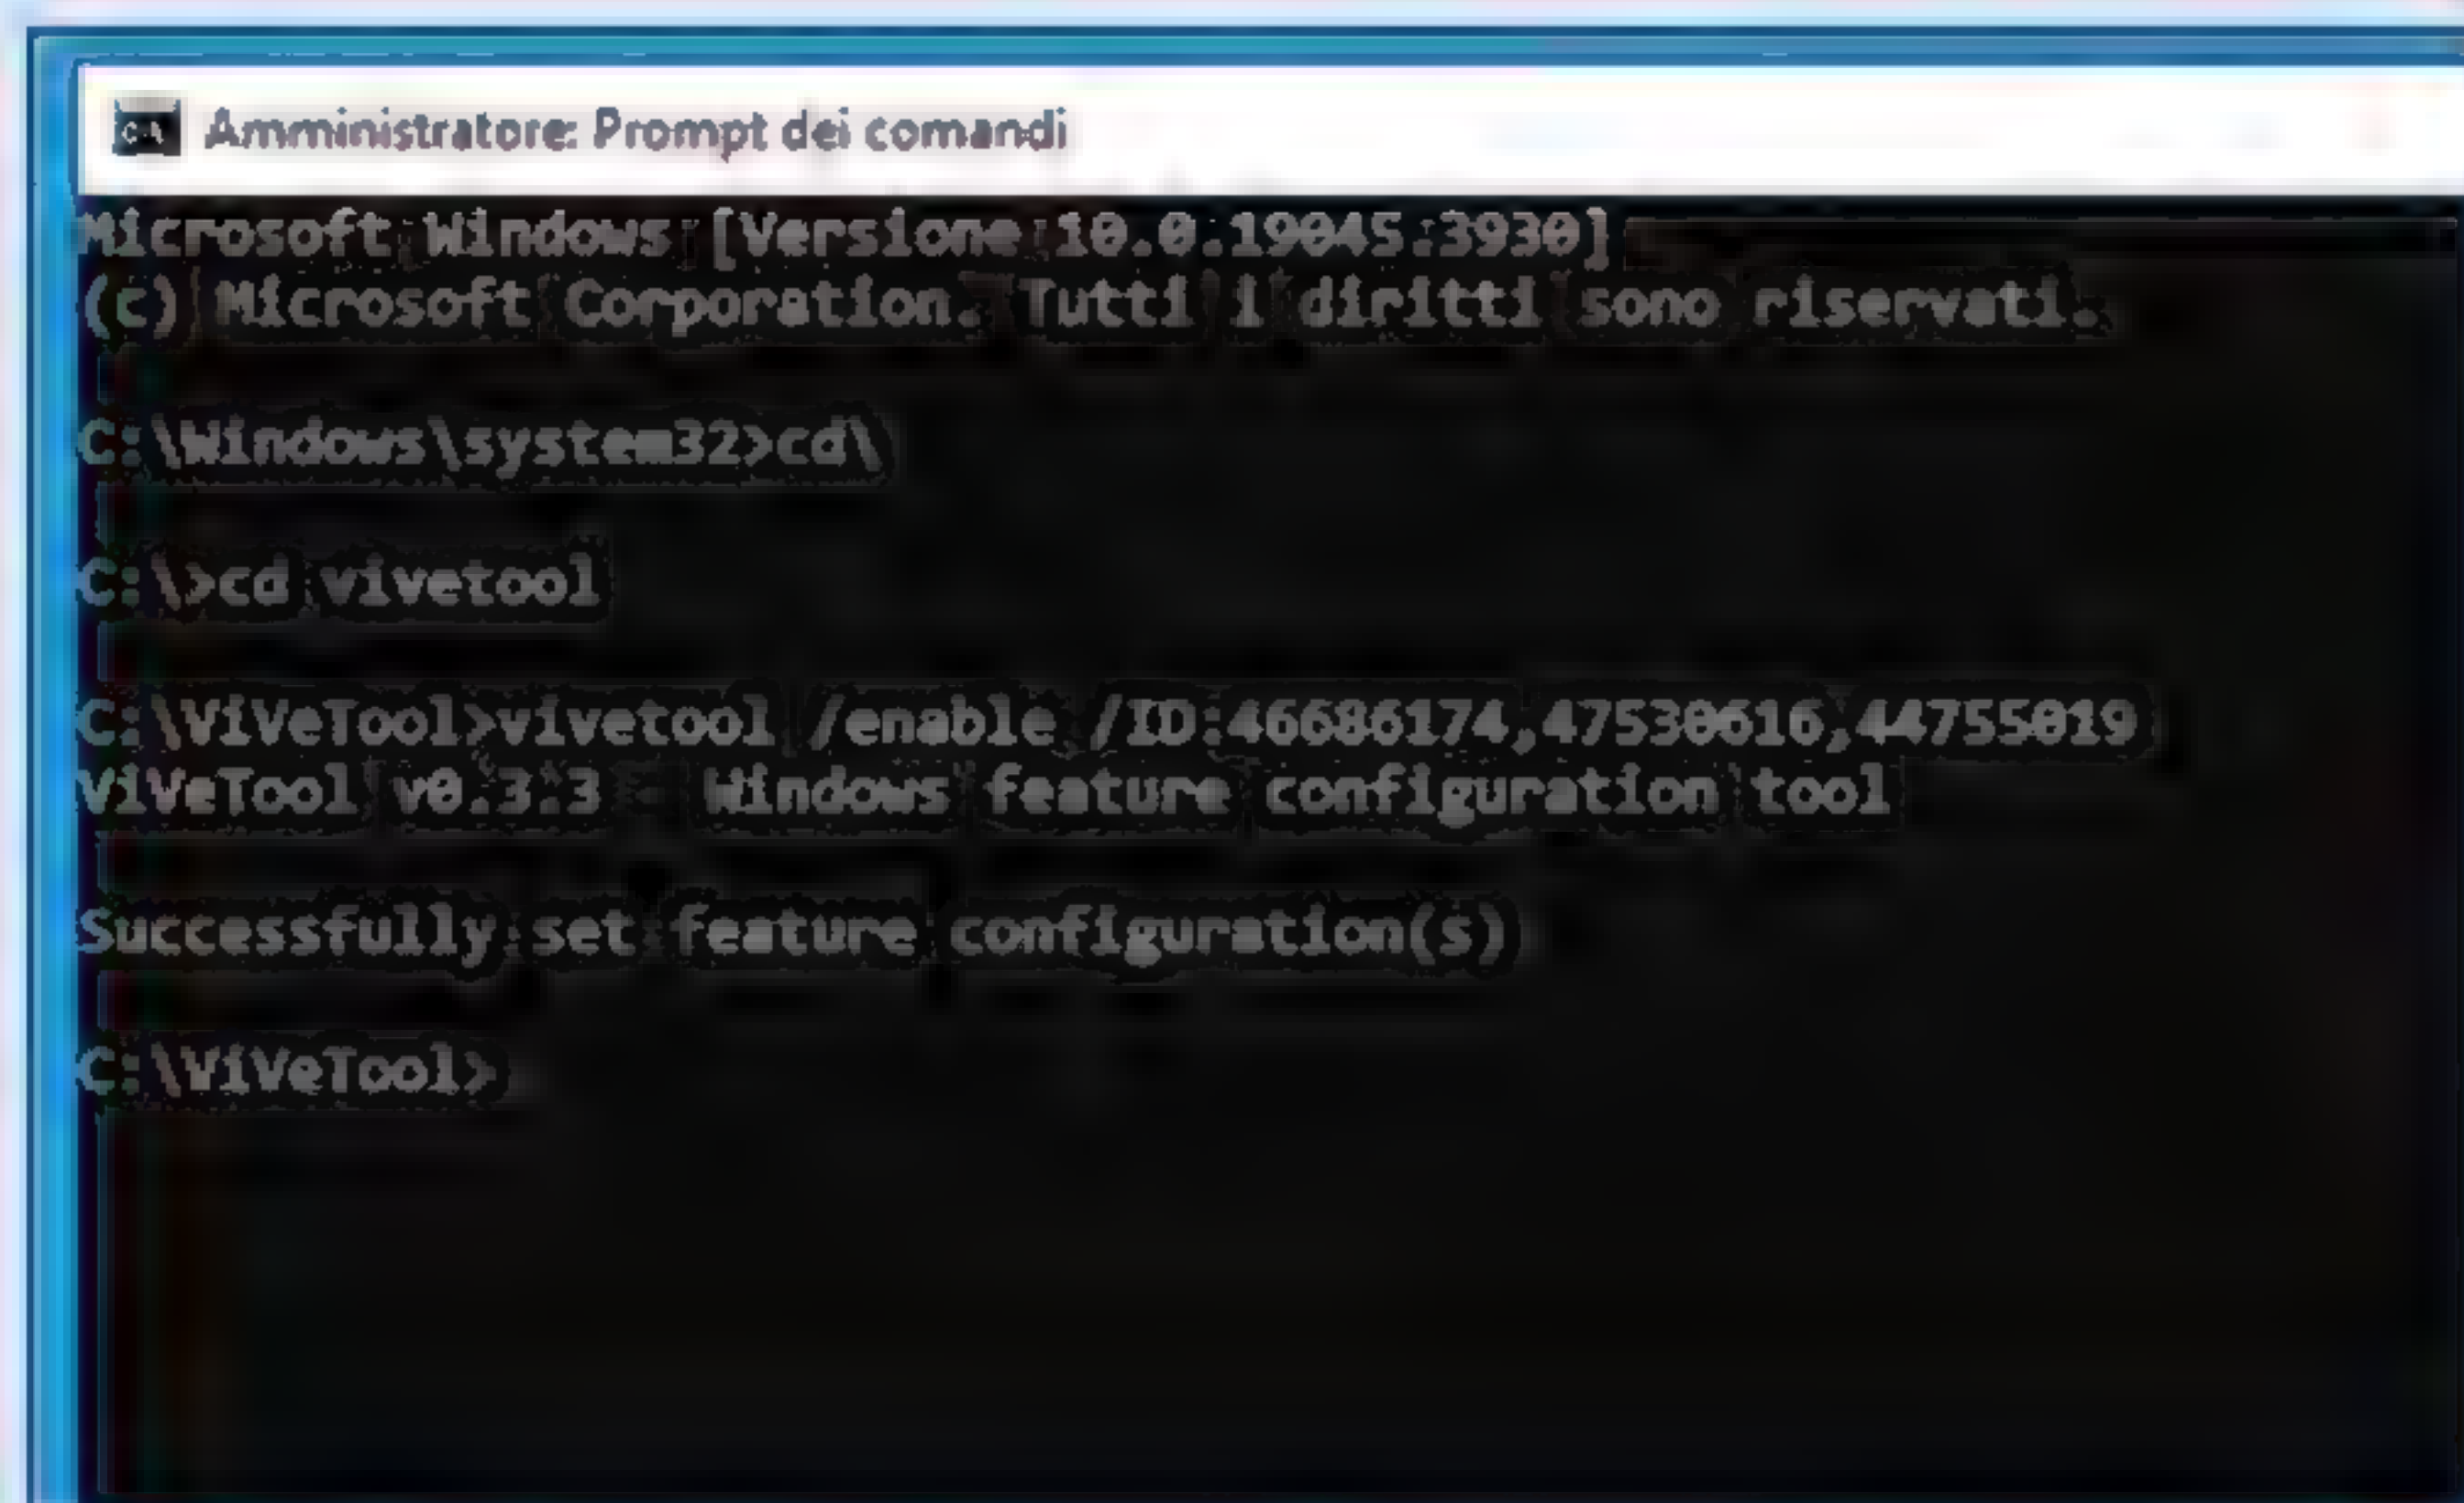 Amministratore: Prompt dei comandi
Microsoft Windows [Versione 10.0.19045.3930]
(c) Microsoft Corporation. Tutti i diritti sono riservati.
C:\Windows\system32>cd\
C:\>cd vivetool
C:\ViVeTool>vivetool /enable /ID:46686174,47530616,44755019
ViVeTool v0.3.3 - Windows feature configuration tool
Successfully set feature configuration(s)
C:\ViVeTool>